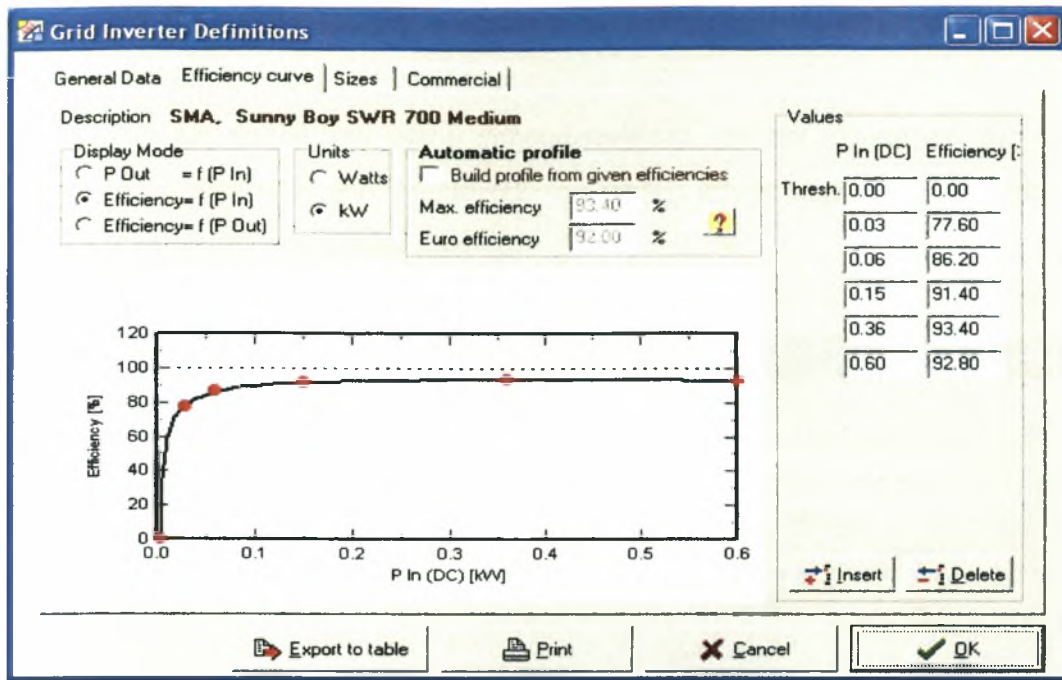 Grid Inverter Definitions
General Data Efficiency curve Sizes Commercial
Description SMA, Sunny Boy SWR 700 Medium
Display Mode
P Out = f (P In)
Efficiency= f (P In)
Efficiency= f (P Out)
Units
Watts
kW
Automatic profile
Build profile from given efficiencies
Max. efficiency 93.40 %
Euro efficiency 92.00 %
?
Values
P In (DC) Efficiency [
Thresh. 0.00 0.00
0.03 77.60
0.06 86.20
0.15 91.40
0.36 93.40
0.60 92.80
120
100
80
60
40
20
0
Efficiency [%]
0.0 0.1 0.2 0.3 0.4 0.5 0.6
P In (DC) [kW]
Insert Delete
Export to table Print Cancel OK